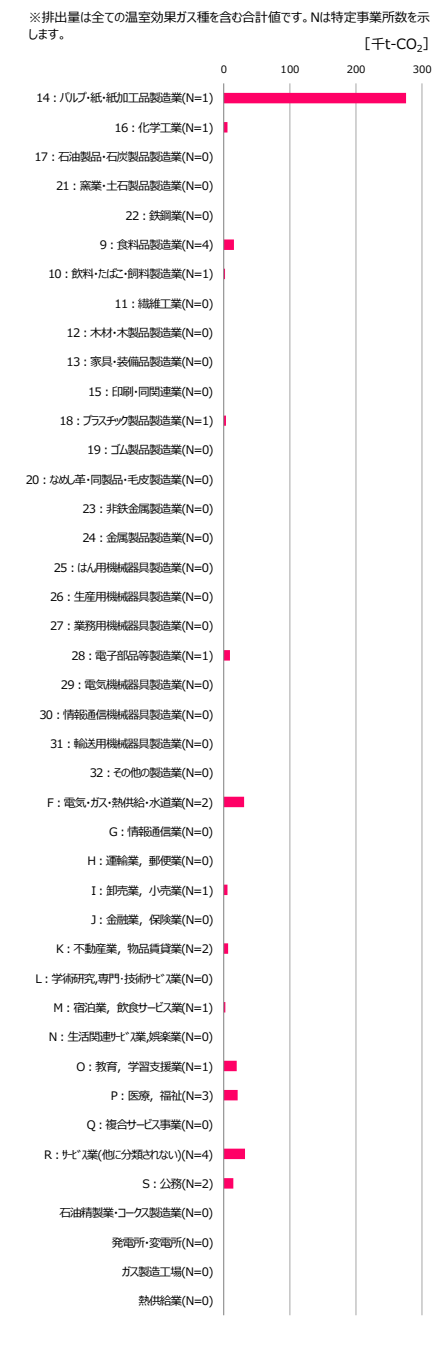 ※排出量は全ての温室効果ガス種を含む合計値です。Nは特定事業所数を示
します。
[千t-CO₂]
0 100 200 300
14：パルプ・紙・紙加工品製造業(N=1)
16：化学工業(N=1)
17：石油製品・石炭製品製造業(N=0)
21：窯業・土石製品製造業(N=0)
22：鉄鋼業(N=0)
9：食料品製造業(N=4)
10：飲料・たばこ・飼料製造業(N=1)
11：繊維工業(N=0)
12：木材・木製品製造業(N=0)
13：家具・装備品製造業(N=0)
15：印刷・同関連業(N=0)
18：プラスチック製品製造業(N=1)
19：ゴム製品製造業(N=0)
20：なめし革・同製品・毛皮製造業(N=0)
23：非鉄金属製造業(N=0)
24：金属製品製造業(N=0)
25：はん用機械器具製造業(N=0)
26：生産用機械器具製造業(N=0)
27：業務用機械器具製造業(N=0)
28：電子部品等製造業(N=1)
29：電気機械器具製造業(N=0)
30：情報通信機械器具製造業(N=0)
31：輸送用機械器具製造業(N=0)
32：その他の製造業(N=0)
F：電気・ガス・熱供給・水道業(N=2)
G：情報通信業(N=0)
H：運輸業，郵便業(N=0)
I：卸売業，小売業(N=1)
J：金融業，保険業(N=0)
K：不動産業，物品賃貸業(N=2)
L：学術研究,専門・技術ｻｰﾋﾞｽ業(N=0)
M：宿泊業，飲食サービス業(N=1)
N：生活関連ｻｰﾋﾞｽ業,娯楽業(N=0)
O：教育，学習支援業(N=1)
P：医療，福祉(N=3)
Q：複合サービス事業(N=0)
R：ｻｰﾋﾞｽ業(他に分類されない)(N=4)
S：公務(N=2)
石油精製業・コークス製造業(N=0)
発電所・変電所(N=0)
ガス製造工場(N=0)
熱供給業(N=0)